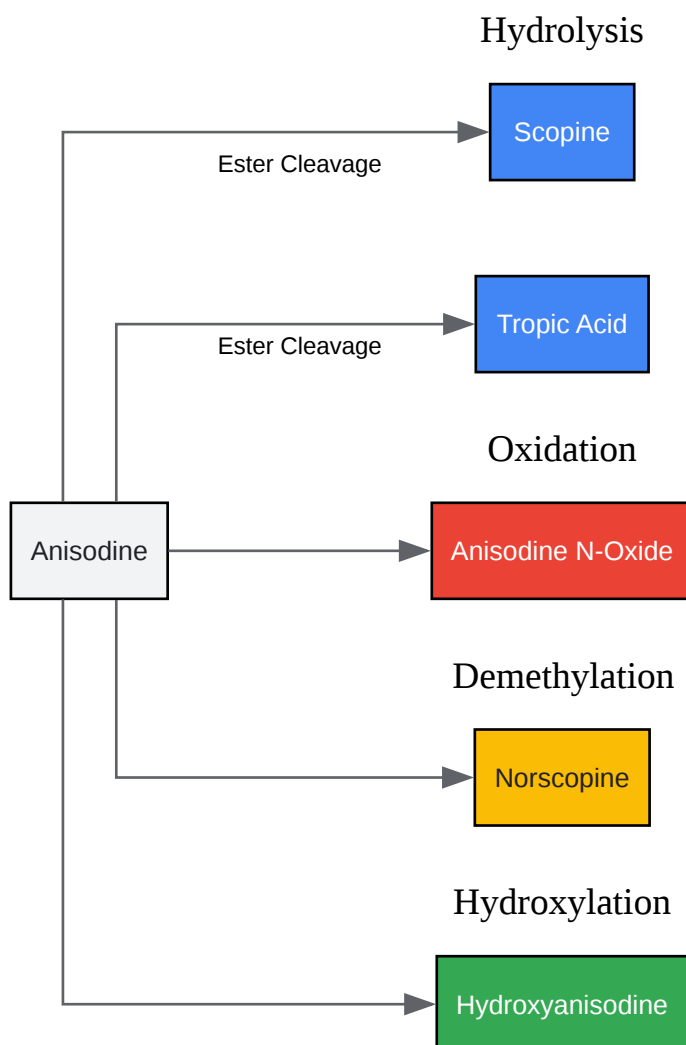 Hydrolysis
Scopine
Ester Cleavage
Tropic Acid
Ester Cleavage
Oxidation
Anisodine
Anisodine N-Oxide
Demethylation
Norscopine
Hydroxylation
Hydroxyanisodine